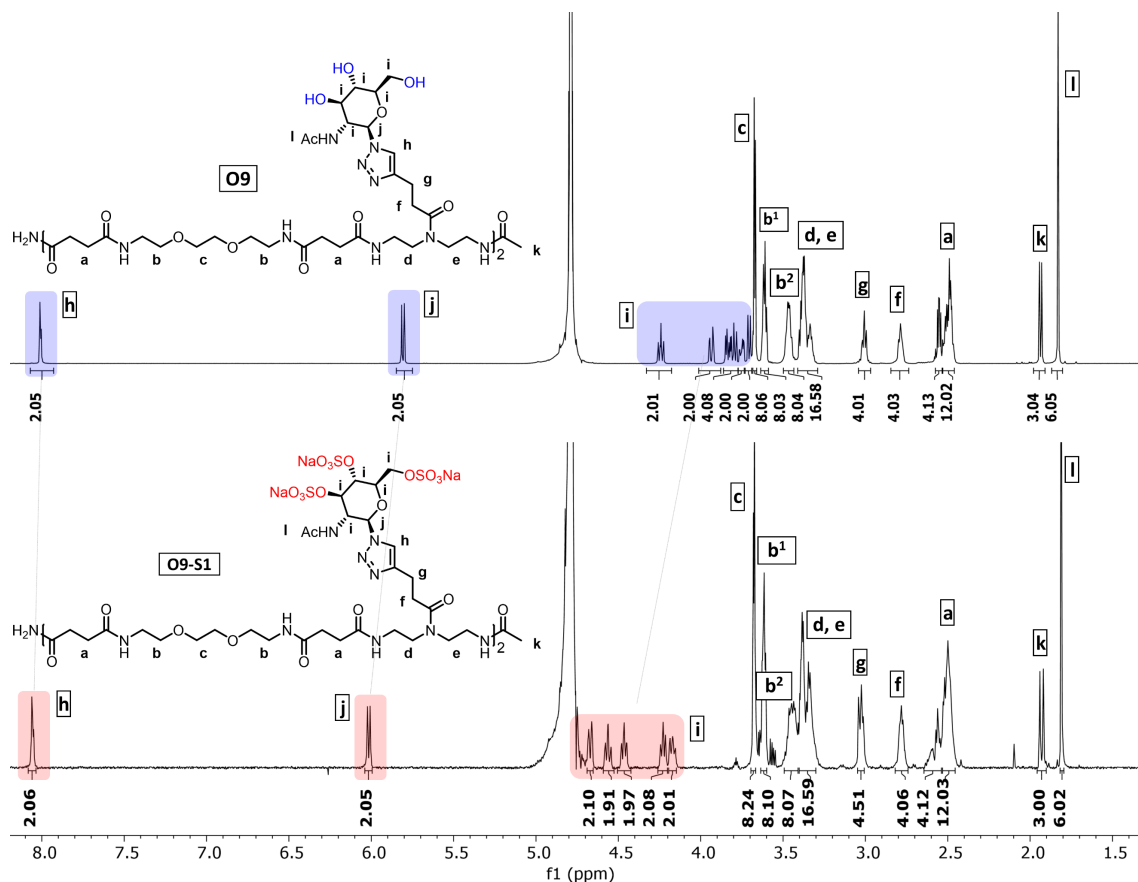 HO
i
HO
i
OH
i
i
O
HO
i
j
l
AcHN
N
h
N
N
g
O9
f
O
H2N
O
H
N
O
O
H
N
O
N
H
N
H
N
2
O
O
a
b
c
b
a
d
e
k
h
j
i
c
b1
b2
d, e
g
f
a
k
l
2.05
2.05
2.01
2.00
4.08
2.00
2.00
8.06
8.03
8.04
16.58
4.01
4.03
4.13
12.02
3.04
6.05
NaO3SO
i
NaO3SO
i
OSO3Na
i
i
O
i
j
l
AcHN
N
h
N
N
g
O9-S1
f
O
H2N
O
N
H
O
O
H
N
O
O
N
H
N
N
H
2
O
a
b
c
b
a
d
e
k
h
j
i
c
b1
b2
d, e
g
f
a
k
l
2.06
2.05
2.10
1.91
1.97
2.08
2.01
8.24
8.10
8.07
16.59
4.51
4.06
4.12
12.03
3.00
6.02
8.0 7.5 7.0 6.5 6.0 5.5 5.0 4.5 4.0 3.5 3.0 2.5 2.0 1.5
f1 (ppm)